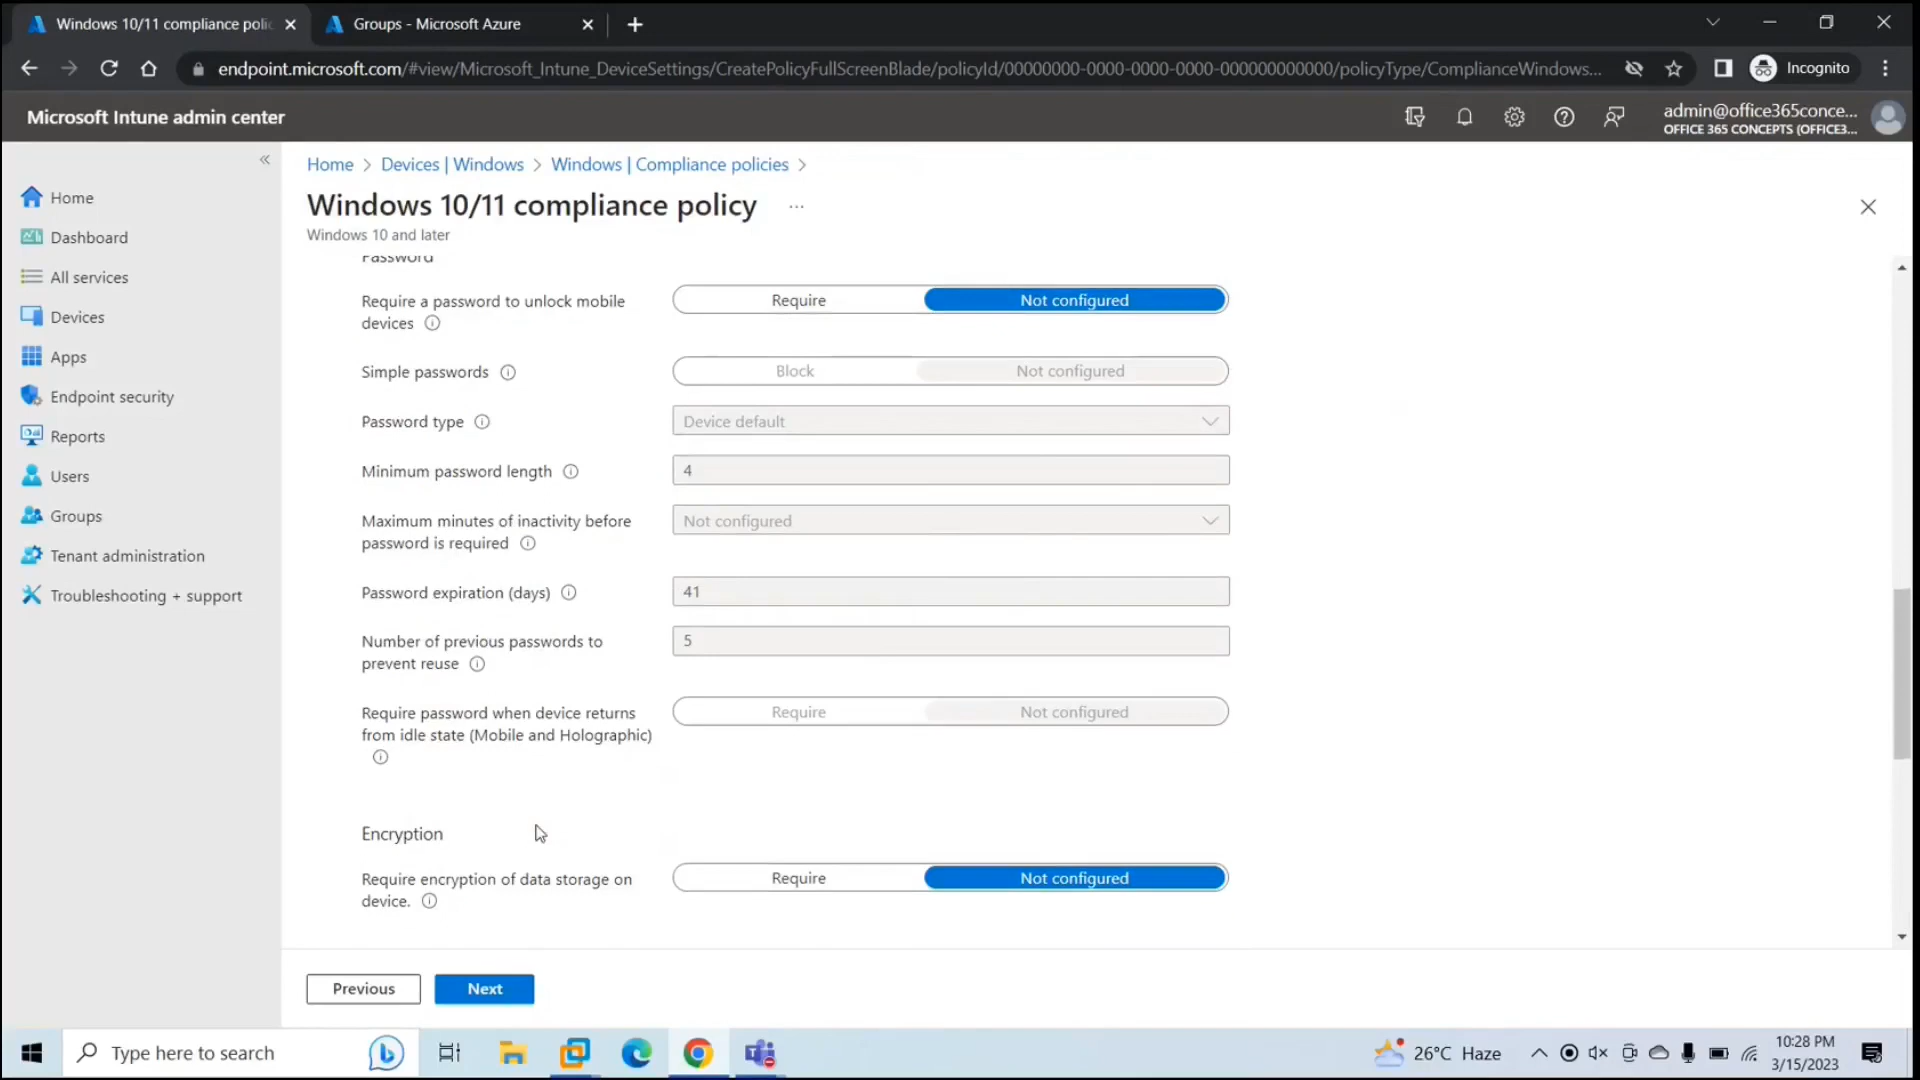 Windows 10/11 compliance polic
Groups - Microsoft Azure
endpoint.microsoft.com/#view/Microsoft_Intune_DeviceSettings/CreatePolicyFullScreenBlade/policyId/00000000-0000-0000-0000-000000000000/policyType/ComplianceWindows...
Incognito
Microsoft Intune admin center
admin@office365conce...
OFFICE 365 CONCEPTS (OFFICE3...
Home > Devices | Windows > Windows | Compliance policies >
Windows 10/11 compliance policy ...
Windows 10 and later
Home
Dashboard
All services
Devices
Apps
Endpoint security
Reports
Users
Groups
Tenant administration
Troubleshooting + support
Password
Require a password to unlock mobile
devices
Require
Not configured
Simple passwords
Block
Not configured
Password type
Device default
Minimum password length
4
Maximum minutes of inactivity before
password is required
Not configured
Password expiration (days)
41
Number of previous passwords to
prevent reuse
5
Require password when device returns
from idle state (Mobile and Holographic)
Require
Not configured
Encryption
Require encryption of data storage on
device.
Require
Not configured
Previous
Next
Type here to search
26°C Haze
10:28 PM
3/15/2023